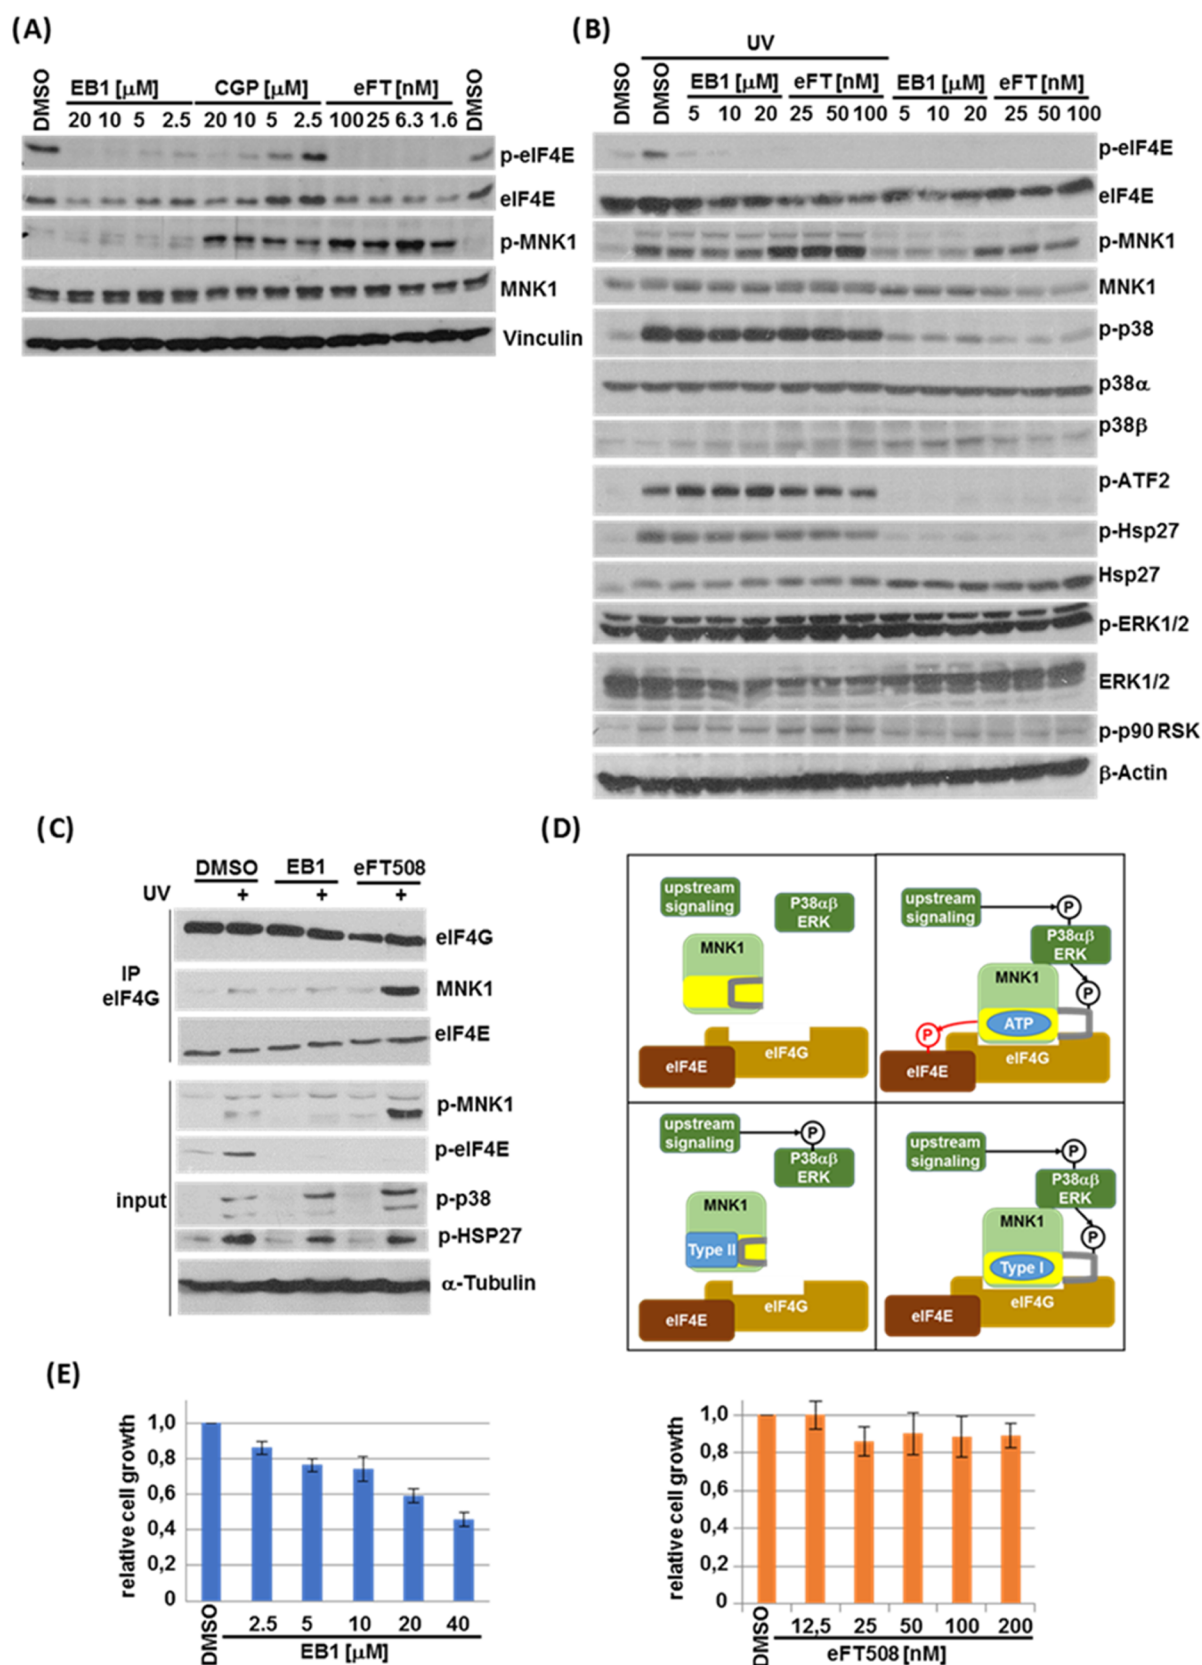 (A)
DMSO
EB1 [µM]
CGP [µM]
eFT [nM]
DMSO
20 10 5 2.5 20 10 5 2.5 100 25 6.3 1.6
p-eIF4E
eIF4E
p-MNK1
MNK1
Vinculin
(B)
UV
DMSO
DMSO
EB1 [µM]
eFT [nM]
EB1 [µM]
eFT [nM]
5 10 20 25 50 100 5 10 20 25 50 100
p-eIF4E
eIF4E
p-MNK1
MNK1
p-p38
p38α
p38β
p-ATF2
p-Hsp27
Hsp27
p-ERK1/2
ERK1/2
p-p90 RSK
β-Actin
(C)
DMSO EB1 eFT508
UV + + +
IP
eIF4G
eIF4G
MNK1
eIF4E
input
p-MNK1
p-eIF4E
p-p38
p-HSP27
α-Tubulin
(D)
upstream
signaling
P38αβ
ERK
MNK1
eIF4G
eIF4E
upstream
signaling
P
P38αβ
ERK
MNK1
P
ATP
P
eIF4G
eIF4E
upstream
signaling
P
P38αβ
ERK
MNK1
Type II
eIF4G
eIF4E
upstream
signaling
P
P38αβ
ERK
MNK1
P
Type I
eIF4G
eIF4E
(E)
relative cell growth
1,0
0,8
0,6
0,4
0,2
0
DMSO
2.5 5 10 20 40
EB1 [µM]
relative cell growth
1,0
0,8
0,6
0,4
0,2
0
DMSO
12,5 25 50 100 200
eFT508 [nM]